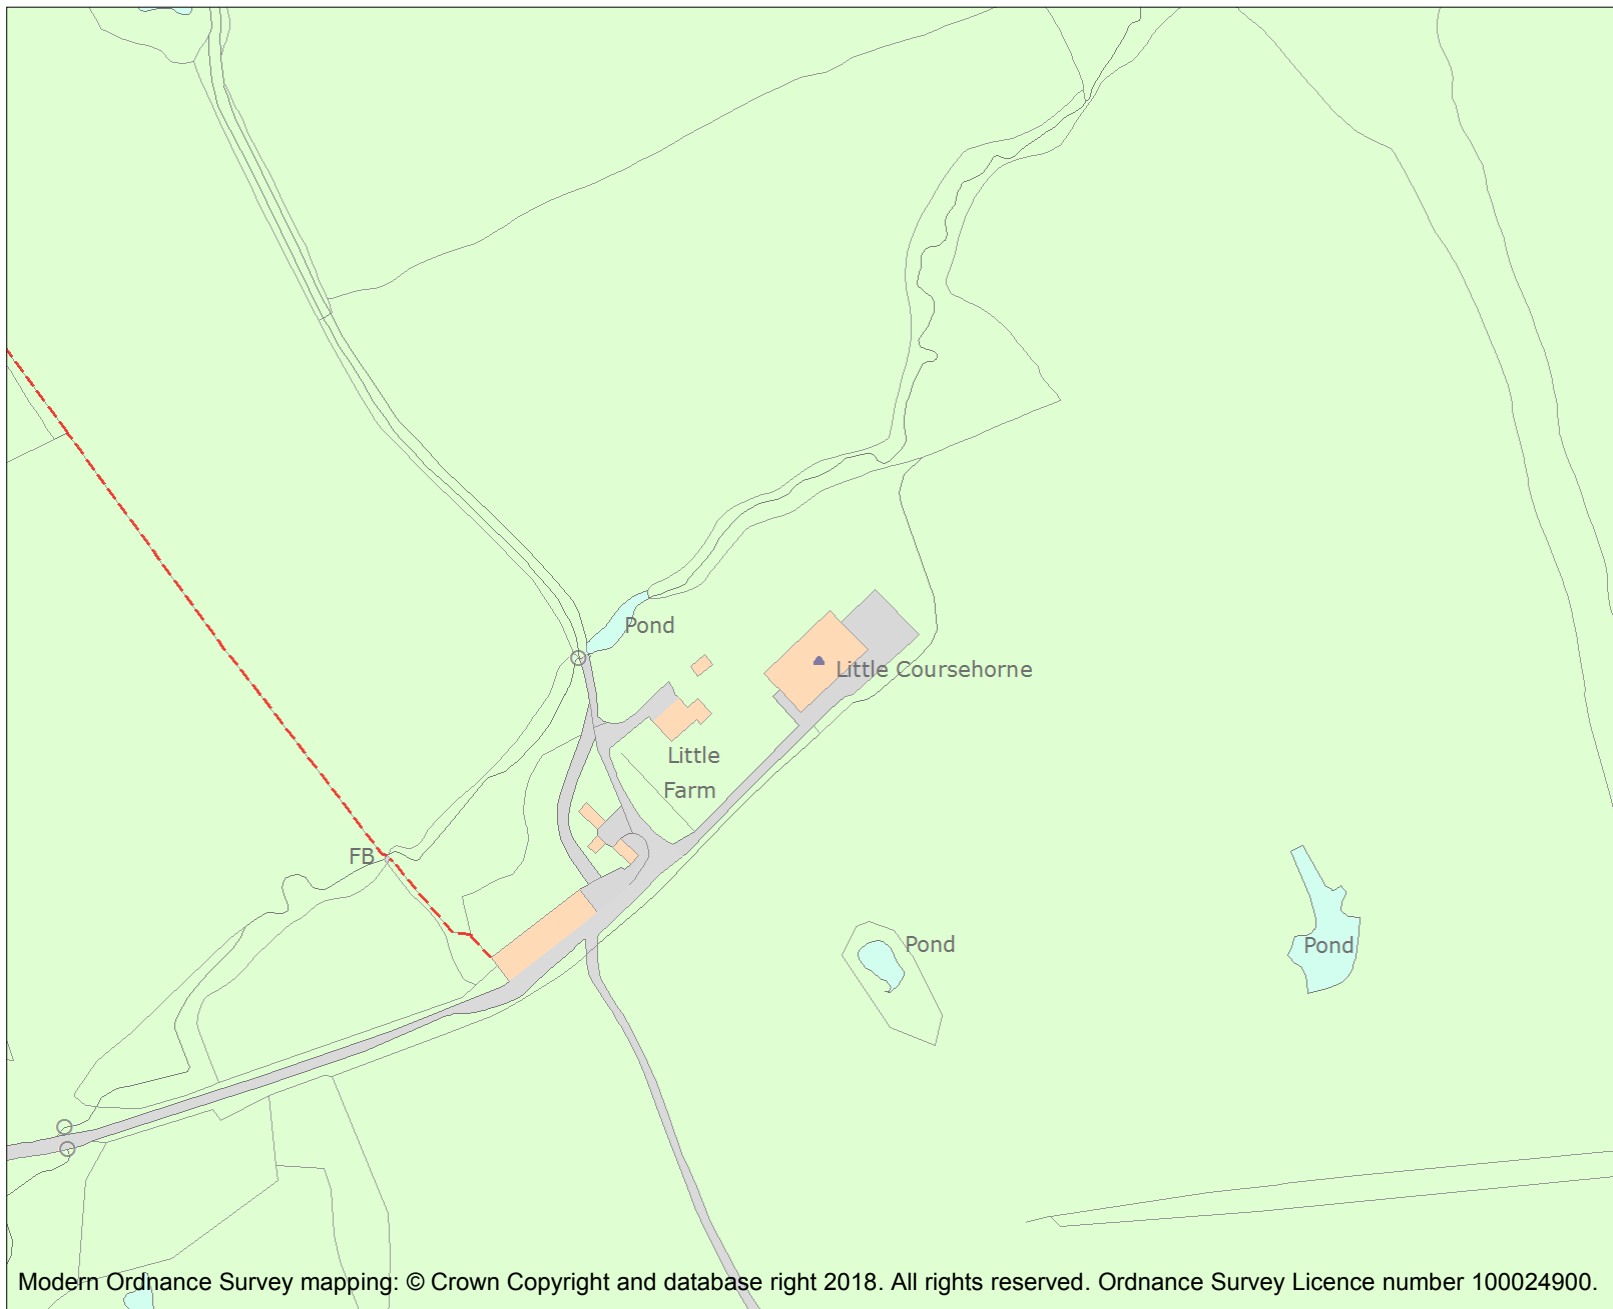 Pond
Little Coursehorne
Little
Farm
FB
Pond
Pond
Modern Ordnance Survey mapping: © Crown Copyright and database right 2018. All rights reserved. Ordnance Survey Licence number 100024900.